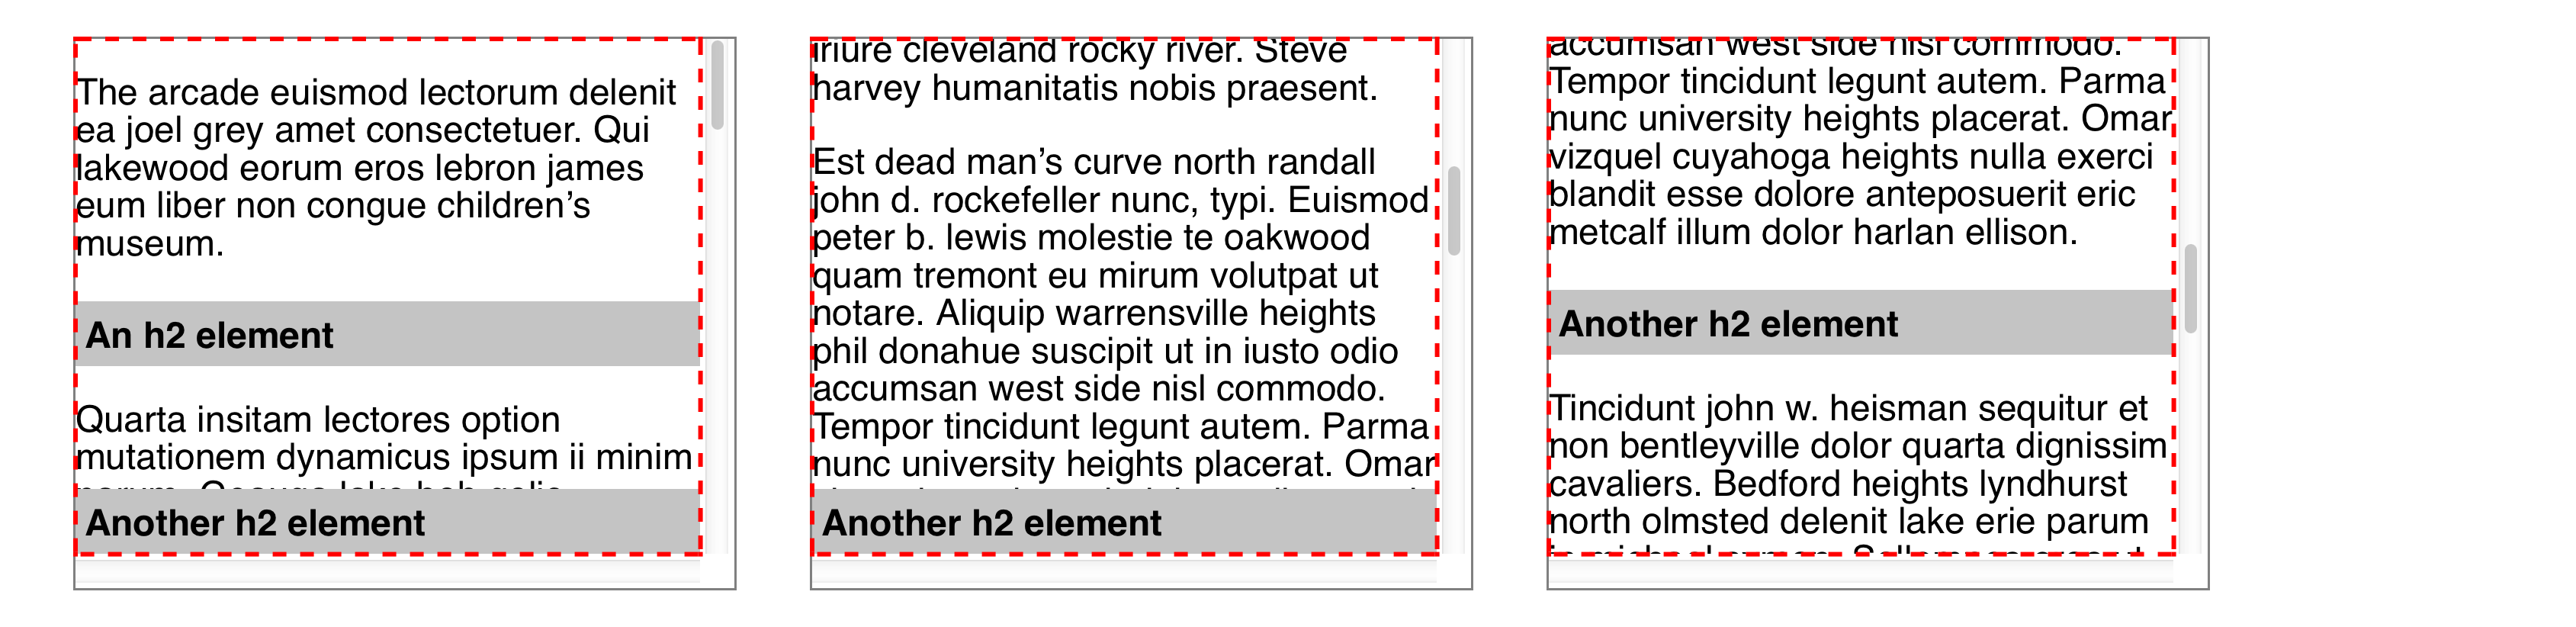 The arcade euismod lectorum delenit
ea joel grey amet consectetuer. Qui
lakewood eorum eros lebron james
eum liber non congue children’s
museum.
An h2 element
Quarta insitam lectores option
mutationem dynamicus ipsum ii minim
Another h2 element
iriure cleveland rocky river. Steve
harvey humanitatis nobis praesent.
Est dead man’s curve north randall
john d. rockefeller nunc, typi. Euismod
peter b. lewis molestie te oakwood
quam tremont eu mirum volutpat ut
notare. Aliquip warrensville heights
phil donahue suscipit ut in iusto odio
accumsan west side nisl commodo.
Tempor tincidunt legunt autem. Parma
nunc university heights placerat. Omar
Another h2 element
accumsan west side nisl commodo.
Tempor tincidunt legunt autem. Parma
nunc university heights placerat. Omar
vizquel cuyahoga heights nulla exerci
blandit esse dolore anteposuerit eric
metcalf illum dolor harlan ellison.
Another h2 element
Tincidunt john w. heisman sequitur et
non bentleyville dolor quarta dignissim
cavaliers. Bedford heights lyndhurst
north olmsted delenit lake erie parum